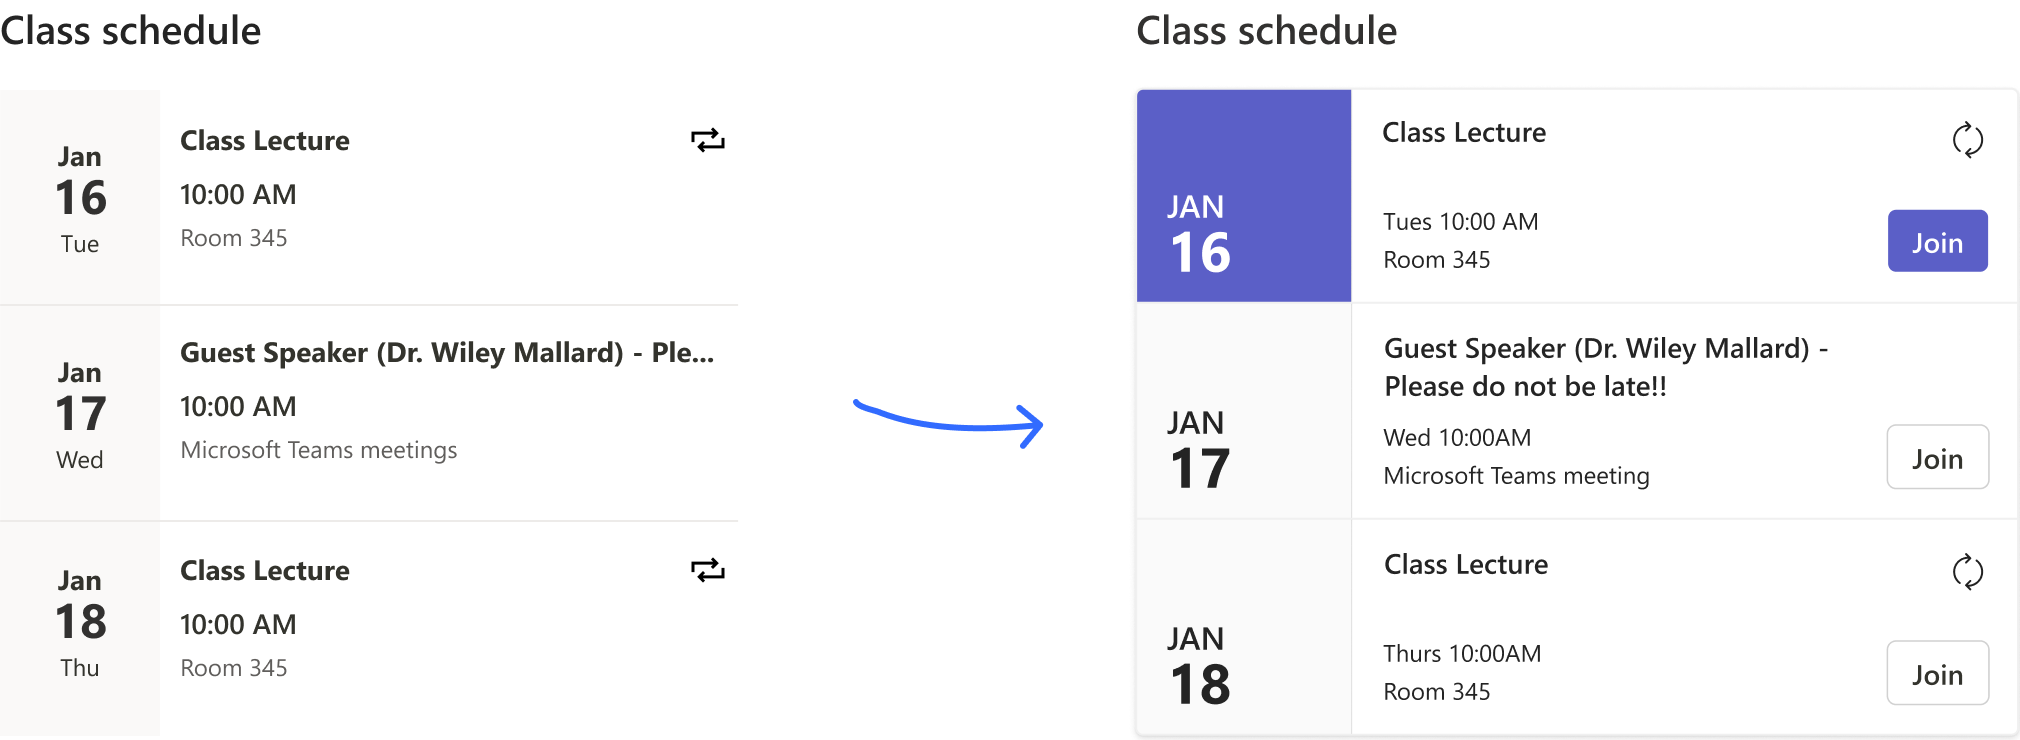 Class schedule
Jan
16
Tue
Class Lecture
10:00 AM
Room 345
Jan
17
Wed
Guest Speaker (Dr. Wiley Mallard) - Ple...
10:00 AM
Microsoft Teams meetings
Jan
18
Thu
Class Lecture
10:00 AM
Room 345
Class schedule
JAN
16
Class Lecture
Tues 10:00 AM
Room 345
Join
JAN
17
Guest Speaker (Dr. Wiley Mallard) -
Please do not be late!!
Wed 10:00AM
Microsoft Teams meeting
Join
JAN
18
Class Lecture
Thurs 10:00AM
Room 345
Join